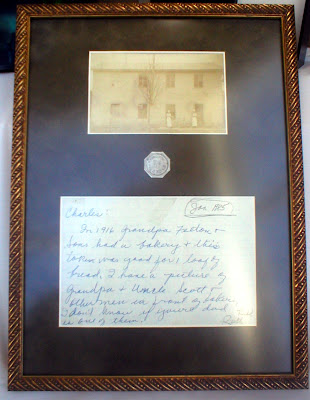 Charles:
Jan 1985
In 1916 grandpa Felton &
Sons had a bakery & this
token was good for 1 loaf of
bread. I have a picture of
grandpa & Uncle Scott &
other men in front of bakery
I don't know if your dad
is one of them.